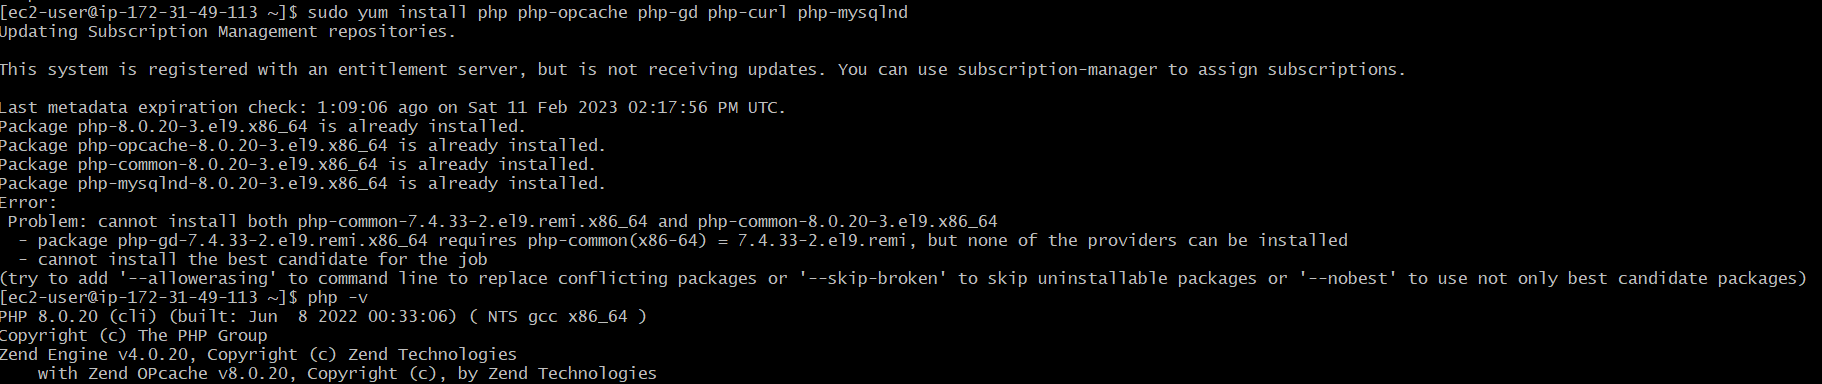 [ec2-user@ip-172-31-49-113 ~]$ sudo yum install php php-opcache php-gd php-curl php-mysqlnd
Updating Subscription Management repositories.
This system is registered with an entitlement server, but is not receiving updates. You can use subscription-manager to assign subscriptions.
Last metadata expiration check: 1:09:06 ago on Sat 11 Feb 2023 02:17:56 PM UTC.
Package php-8.0.20-3.el9.x86_64 is already installed.
Package php-opcache-8.0.20-3.el9.x86_64 is already installed.
Package php-common-8.0.20-3.el9.x86_64 is already installed.
Package php-mysqlnd-8.0.20-3.el9.x86_64 is already installed.
Error:
 Problem: cannot install both php-common-7.4.33-2.el9.remi.x86_64 and php-common-8.0.20-3.el9.x86_64
  - package php-gd-7.4.33-2.el9.remi.x86_64 requires php-common(x86-64) = 7.4.33-2.el9.remi, but none of the providers can be installed
  - cannot install the best candidate for the job
(try to add '--allowerasing' to command line to replace conflicting packages or '--skip-broken' to skip uninstallable packages or '--nobest' to use not only best candidate packages)
[ec2-user@ip-172-31-49-113 ~]$ php -v
PHP 8.0.20 (cli) (built: Jun  8 2022 00:33:06) ( NTS gcc x86_64 )
Copyright (c) The PHP Group
Zend Engine v4.0.20, Copyright (c) Zend Technologies
    with Zend OPcache v8.0.20, Copyright (c), by Zend Technologies